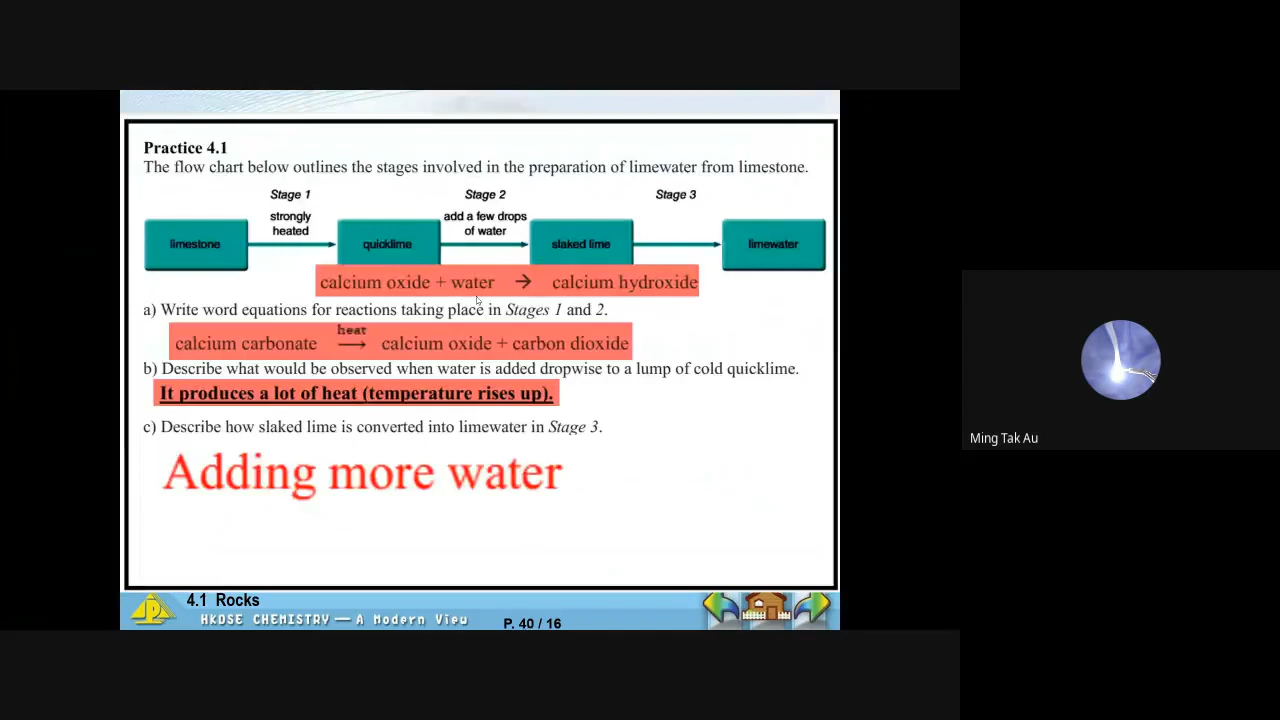 Practice 4.1
The flow chart below outlines the stages involved in the preparation of limewater from limestone.
Stage 1 Stage 2 Stage 3
strongly heated
add a few drops of water
limestone quicklime slaked lime limewater
calcium oxide + water → calcium hydroxide
a) Write word equations for reactions taking place in Stages 1 and 2.
heat
calcium carbonate ⟶ calcium oxide + carbon dioxide
b) Describe what would be observed when water is added dropwise to a lump of cold quicklime.
It produces a lot of heat (temperature rises up).
c) Describe how slaked lime is converted into limewater in Stage 3.
Adding more water
4.1 Rocks
HKDSE CHEMISTRY — A Modern View
P. 40 / 16
Ming Tak Au